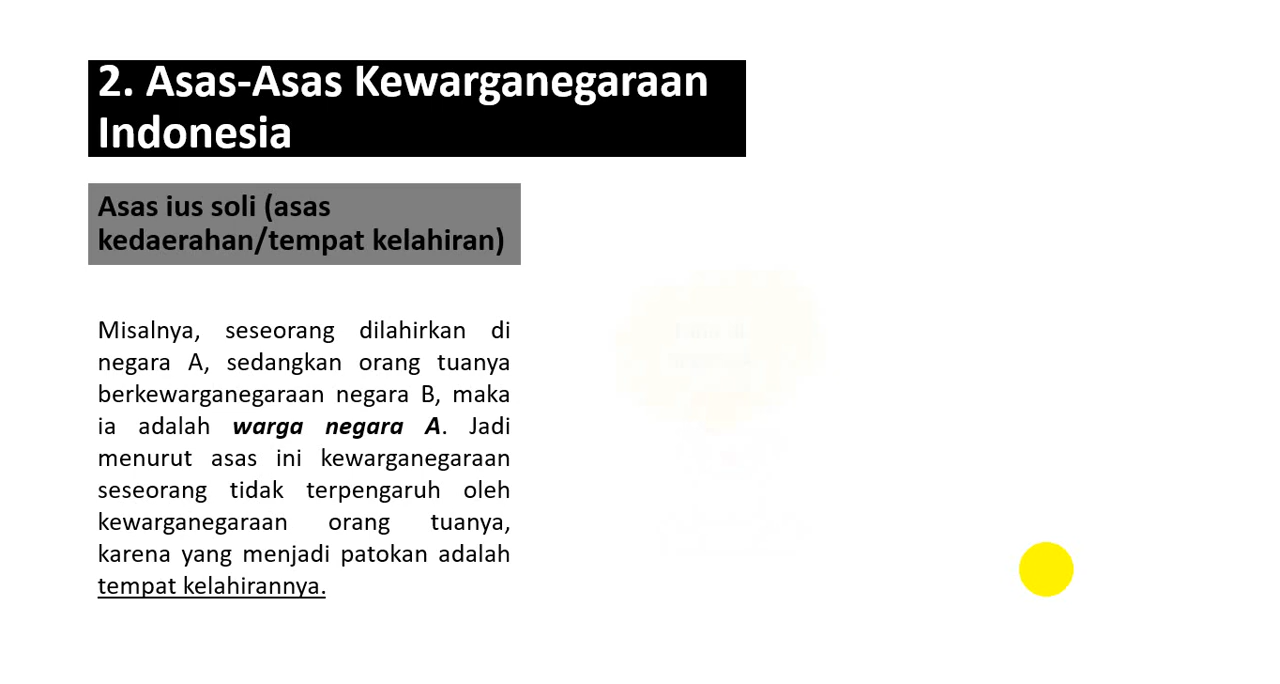 2. Asas-Asas Kewarganegaraan
Indonesia
Asas ius soli (asas
kedaerahan/tempat kelahiran)
Misalnya, seseorang dilahirkan di
negara A, sedangkan orang tuanya
berkewarganegaraan negara B, maka
ia adalah warga negara A. Jadi
menurut asas ini kewarganegaraan
seseorang tidak terpengaruh oleh
kewarganegaraan orang tuanya,
karena yang menjadi patokan adalah
tempat kelahirannya.